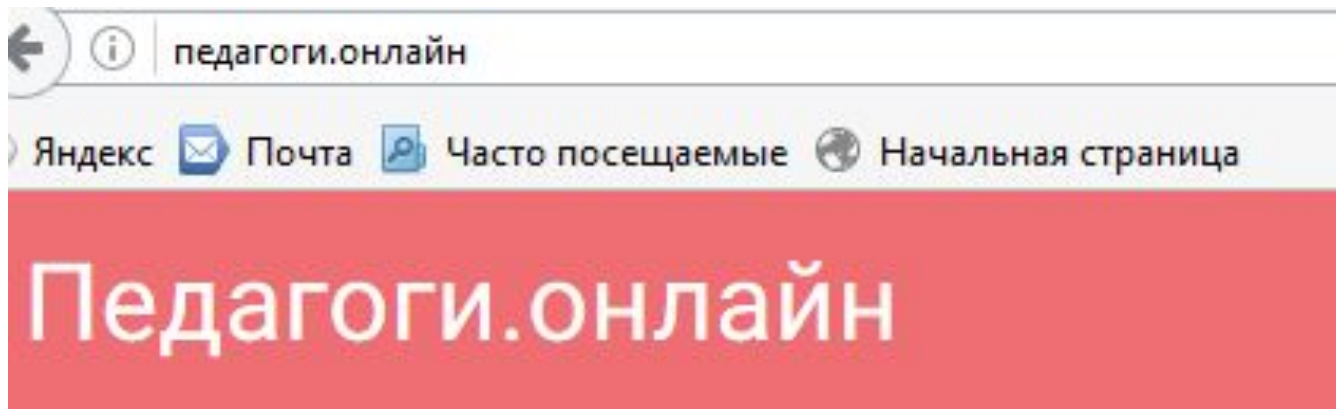 педагоги.онлайн
Яндекс Почта Часто посещаемые Начальная страница
Педагоги.онлайн